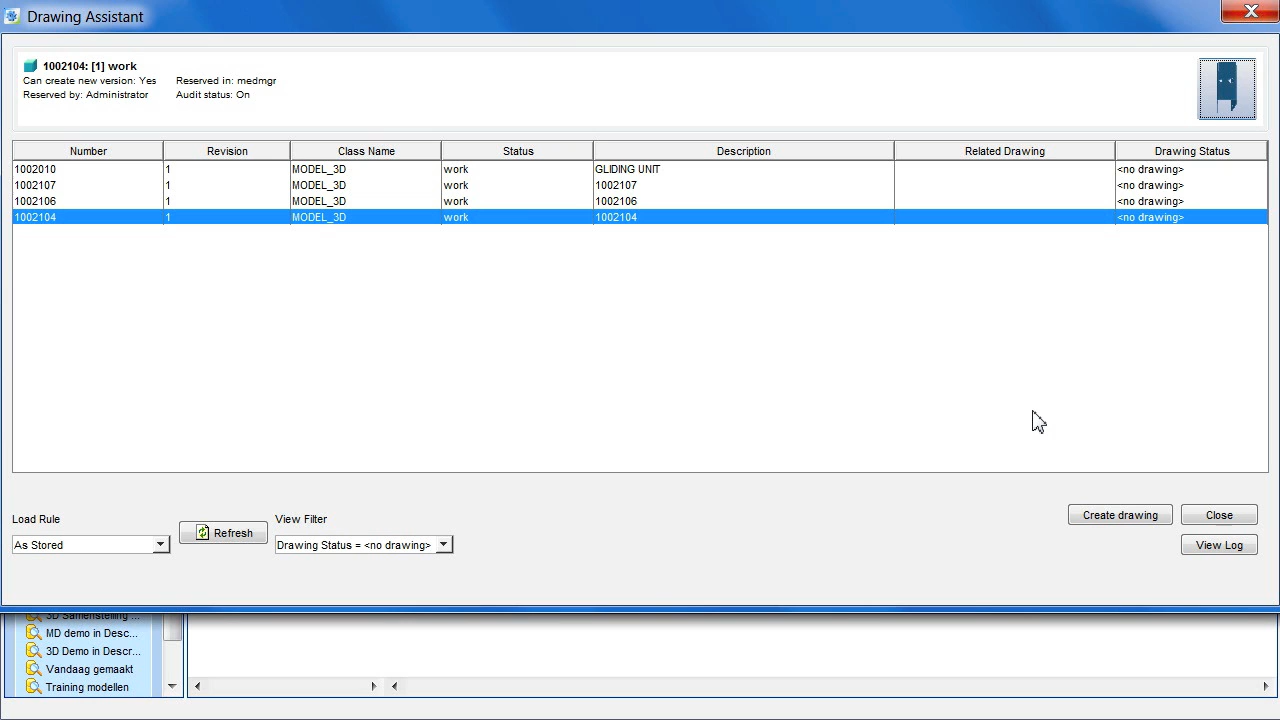 Drawing Assistant
1002104: [1] work
Can create new version: Yes Reserved in: medmgr
Reserved by: Administrator Audit status: On
Number Revision Class Name Status Description Related Drawing Drawing Status
1002010 1 MODEL_3D work GLIDING UNIT <no drawing>
1002107 1 MODEL_3D work 1002107 <no drawing>
1002106 1 MODEL_3D work 1002106 <no drawing>
1002104 1 MODEL_3D work 1002104 <no drawing>
Load Rule
As Stored
Refresh
View Filter
Drawing Status = <no drawing>
Create drawing Close
View Log
3D Samenstelling ...
MD demo in Desc...
3D Demo in Descr...
Vandaag gemaakt
Training modellen